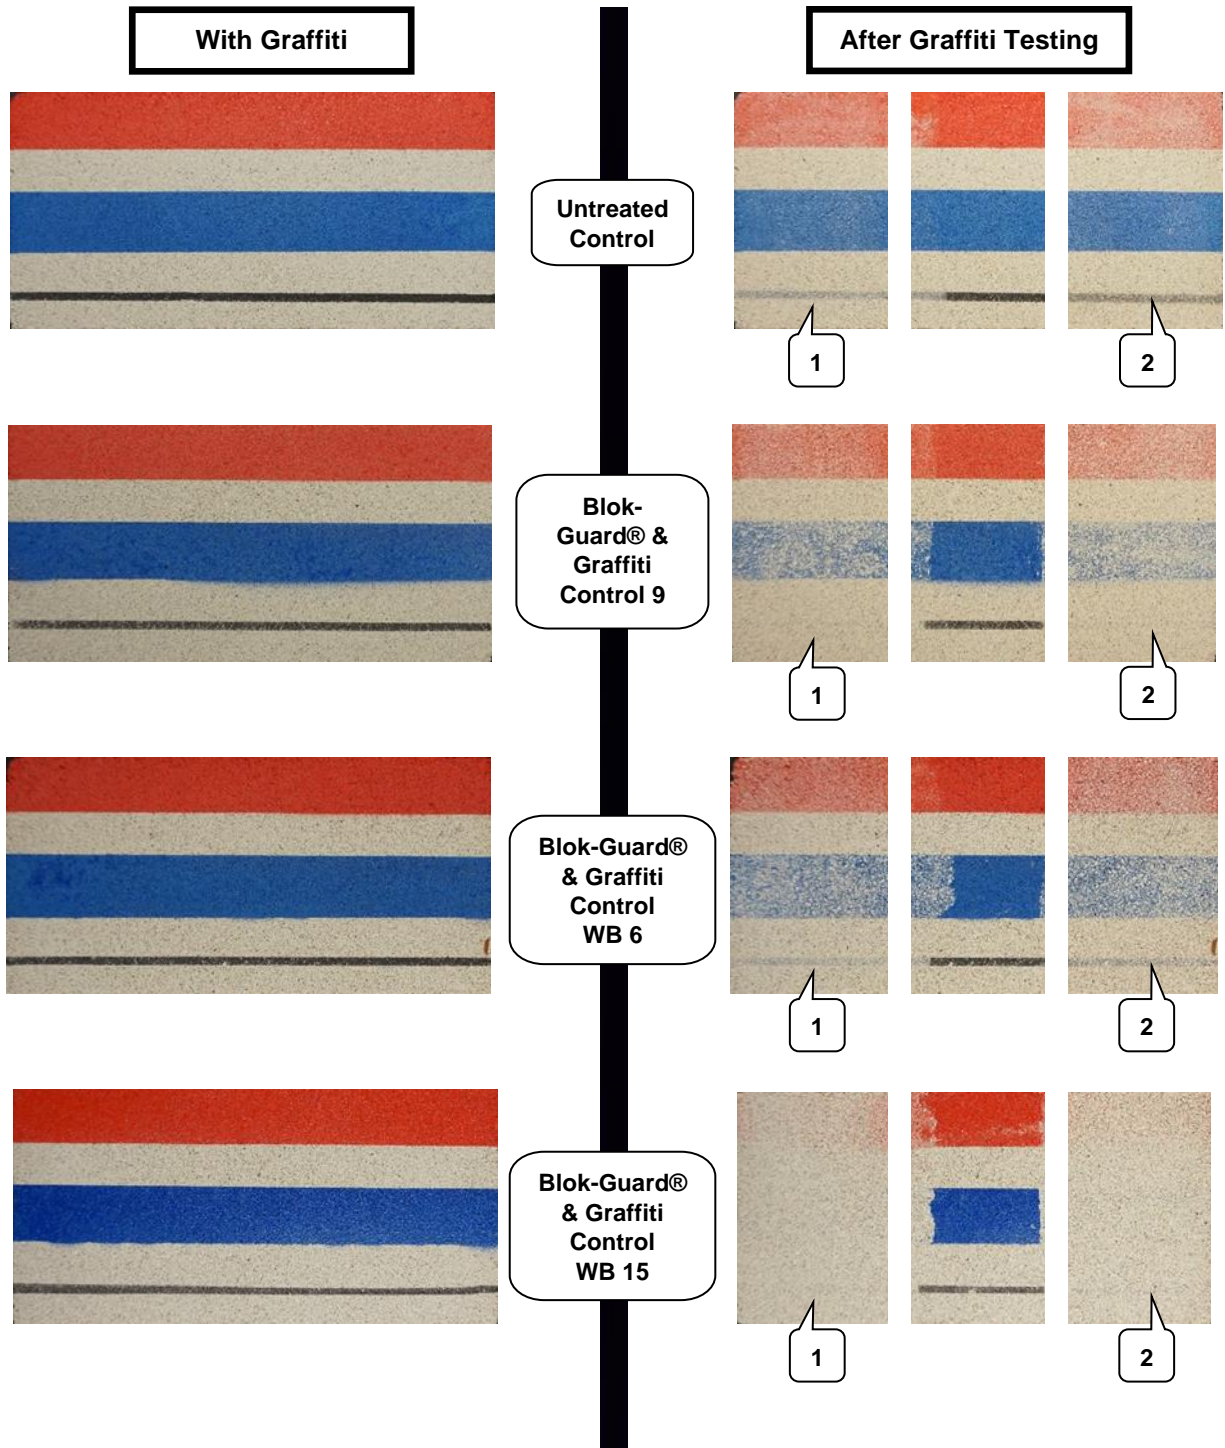 With Graffiti
After Graffiti Testing
Untreated
Control
1
2
Blok-
Guard® &
Graffiti
Control 9
1
2
Blok-Guard®
& Graffiti
Control
WB 6
1
2
Blok-Guard®
& Graffiti
Control
WB 15
1
2